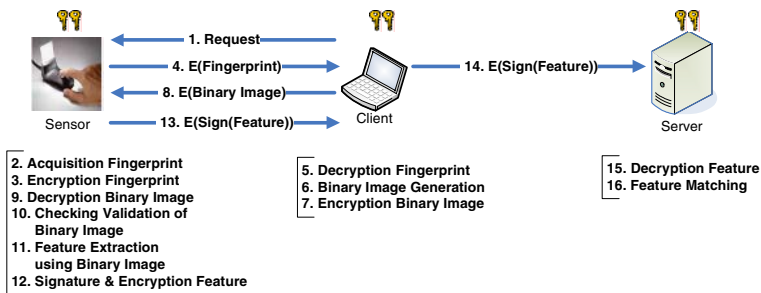 1. Request
4. E(Fingerprint)
8. E(Binary Image)
13. E(Sign(Feature))
14. E(Sign(Feature))
Sensor
Client
Server
2. Acquisition Fingerprint
3. Encryption Fingerprint
9. Decryption Binary Image
10. Checking Validation of
Binary Image
11. Feature Extraction
using Binary Image
12. Signature & Encryption Feature
5. Decryption Fingerprint
6. Binary Image Generation
7. Encryption Binary Image
15. Decryption Feature
16. Feature Matching